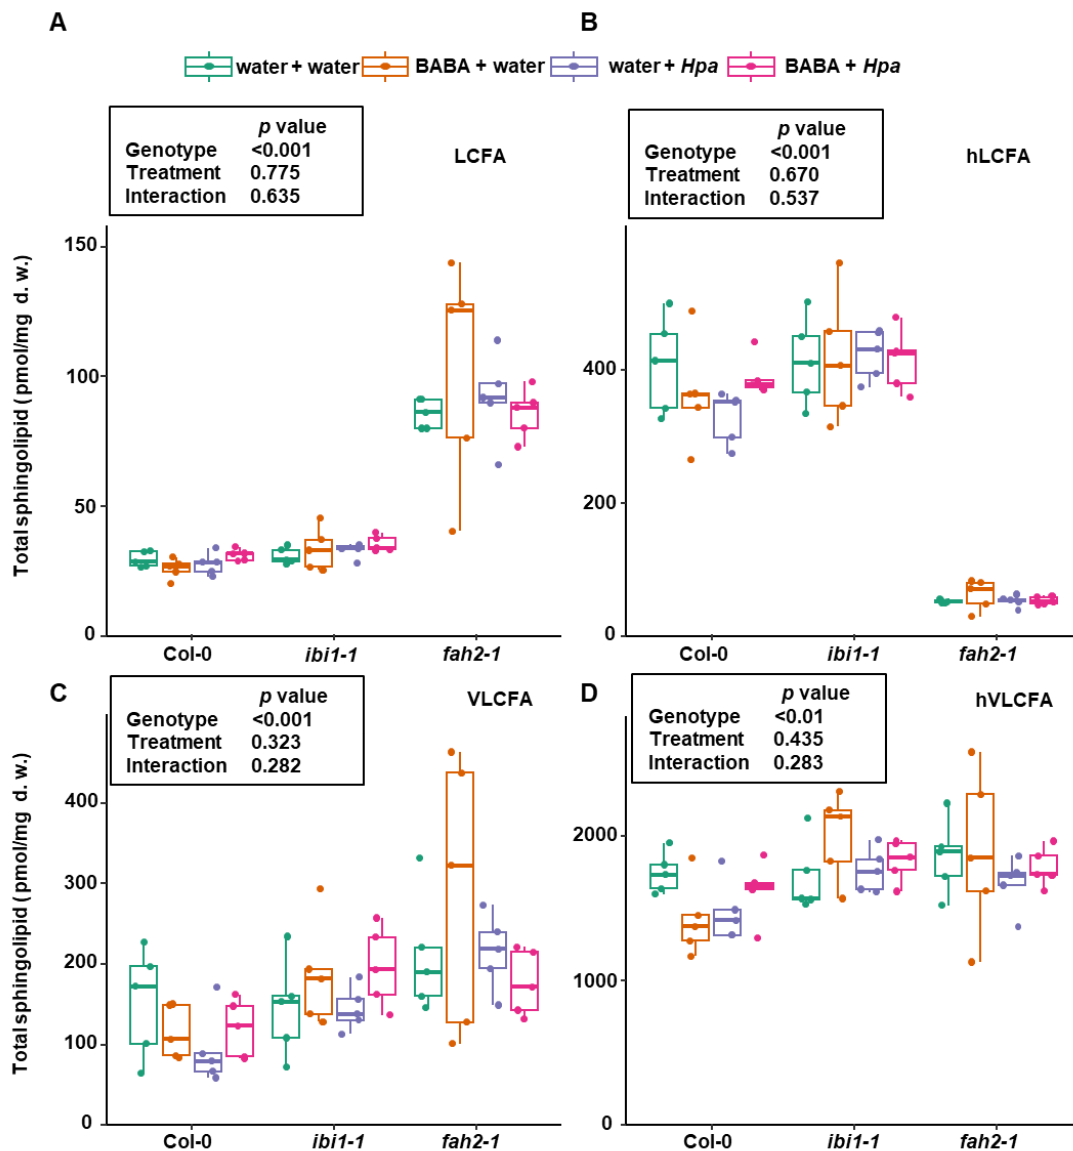 A B
water + water BABA + water water + Hpa BABA + Hpa
p value
Genotype <0.001
Treatment 0.775
Interaction 0.635
LCFA
p value
Genotype <0.001
Treatment 0.670
Interaction 0.537
hLCFA
Total sphingolipid (pmol/mg d. w.)
150
100
50
0
Col-0 ibi1-1 fah2-1
400
200
0
Col-0 ibi1-1 fah2-1
C
p value
Genotype <0.001
Treatment 0.323
Interaction 0.282
VLCFA
D
p value
Genotype <0.01
Treatment 0.435
Interaction 0.283
hVLCFA
Total sphingolipid (pmol/mg d. w.)
400
300
200
100
0
Col-0 ibi1-1 fah2-1
2000
1000
0
Col-0 ibi1-1 fah2-1